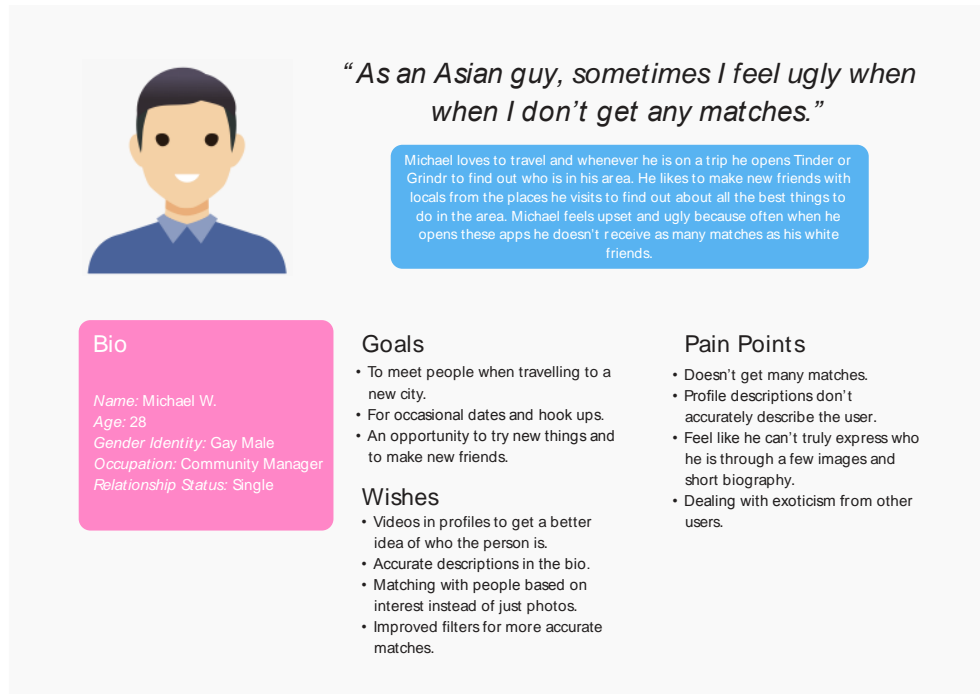 “ As an Asian guy, sometimes I feel ugly when
when I don’t get any matches.”
Michael loves to travel and whenever he is on a trip he opens Tinder or
Grindr to find out who is in his area. He likes to make new friends with
locals from the places he visits to find out about all the best things to
do in the area. Michael feels upset and ugly because often when he
opens these apps he doesn’t receive as many matches as his white
friends.
Bio
Name: Michael W.
Age: 28
Gender Identity: Gay Male
Occupation: Community Manager
Relationship Status: Single
Goals
• To meet people when travelling to a
new city.
• For occasional dates and hook ups.
• An opportunity to try new things and
to make new friends.
Wishes
• Videos in profiles to get a better
idea of who the person is.
• Accurate descriptions in the bio.
• Matching with people based on
interest instead of just photos.
• Improved filters for more accurate
matches.
Pain Points
• Doesn’t get many matches.
• Profile descriptions don’t
accurately describe the user.
• Feel like he can’t truly express who
he is through a few images and
short biography.
• Dealing with exoticism from other
users.